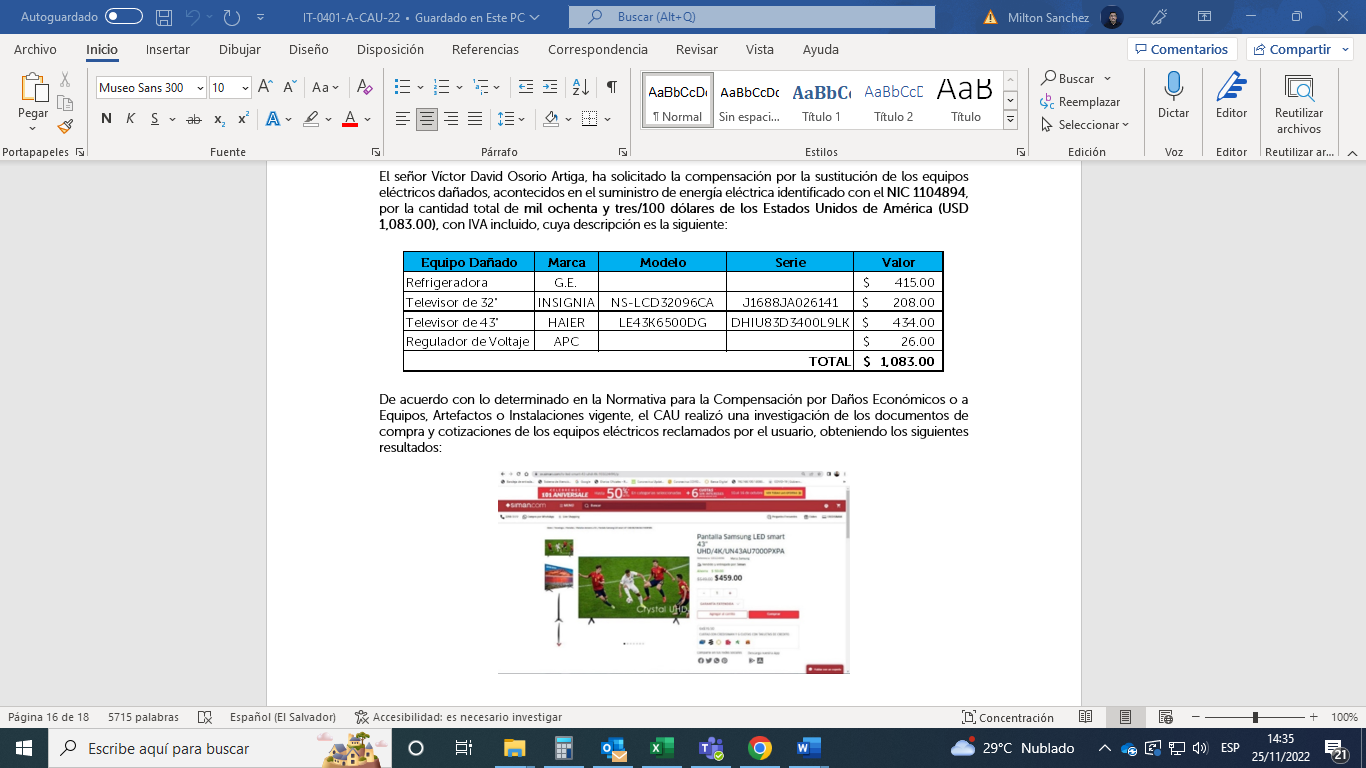 Autoguardado IT-0401-A-CAU-22 • Guardado en Este PC Buscar (Alt+Q) Milton Sanchez
Archivo Inicio Insertar Dibujar Diseño Disposición Referencias Correspondencia Revisar Vista Ayuda Comentarios Compartir
Pegar
Portapapeles
Museo Sans 300 10
Fuente
Párrafo
AaBbCcDc AaBbCcDc AaBbC AaBbCcD AaB
¶ Normal Sin espaci... Título 1 Título 2 Título
Estilos
Buscar
Reemplazar
Seleccionar
Edición
Dictar
Voz
Editor
Editor
Reutilizar
archivos
Reutilizar ar...
El señor Víctor David Osorio Artiga, ha solicitado la compensación por la sustitución de los equipos
eléctricos dañados, acontecidos en el suministro de energía eléctrica identificado con el NIC 1104894,
por la cantidad total de mil ochenta y tres/100 dólares de los Estados Unidos de América (USD
1,083.00), con IVA incluido, cuya descripción es la siguiente:
Equipo Dañado Marca Modelo Serie Valor
Refrigeradora G.E. $ 415.00
Televisor de 32" INSIGNIA NS-LCD32096CA J1688JA026141 $ 208.00
Televisor de 43" HAIER LE43K6500DG DHIU83D3400L9LK $ 434.00
Regulador de Voltaje APC $ 26.00
TOTAL $ 1,083.00
De acuerdo con lo determinado en la Normativa para la Compensación por Daños Económicos o a
Equipos, Artefactos o Instalaciones vigente, el CAU realizó una investigación de los documentos de
compra y cotizaciones de los equipos eléctricos reclamados por el usuario, obteniendo los siguientes
resultados:
101 ANIVERSALE 50% + 6
siman.com
Pantalla Samsung LED smart
43"
UHD/4K/UN43AU7000PXPA
$459.00
Crystal UHD
Página 16 de 18 5715 palabras Español (El Salvador) Accesibilidad: es necesario investigar Concentración 100%
Escribe aquí para buscar 29°C Nublado ESP 14:35
25/11/2022 21